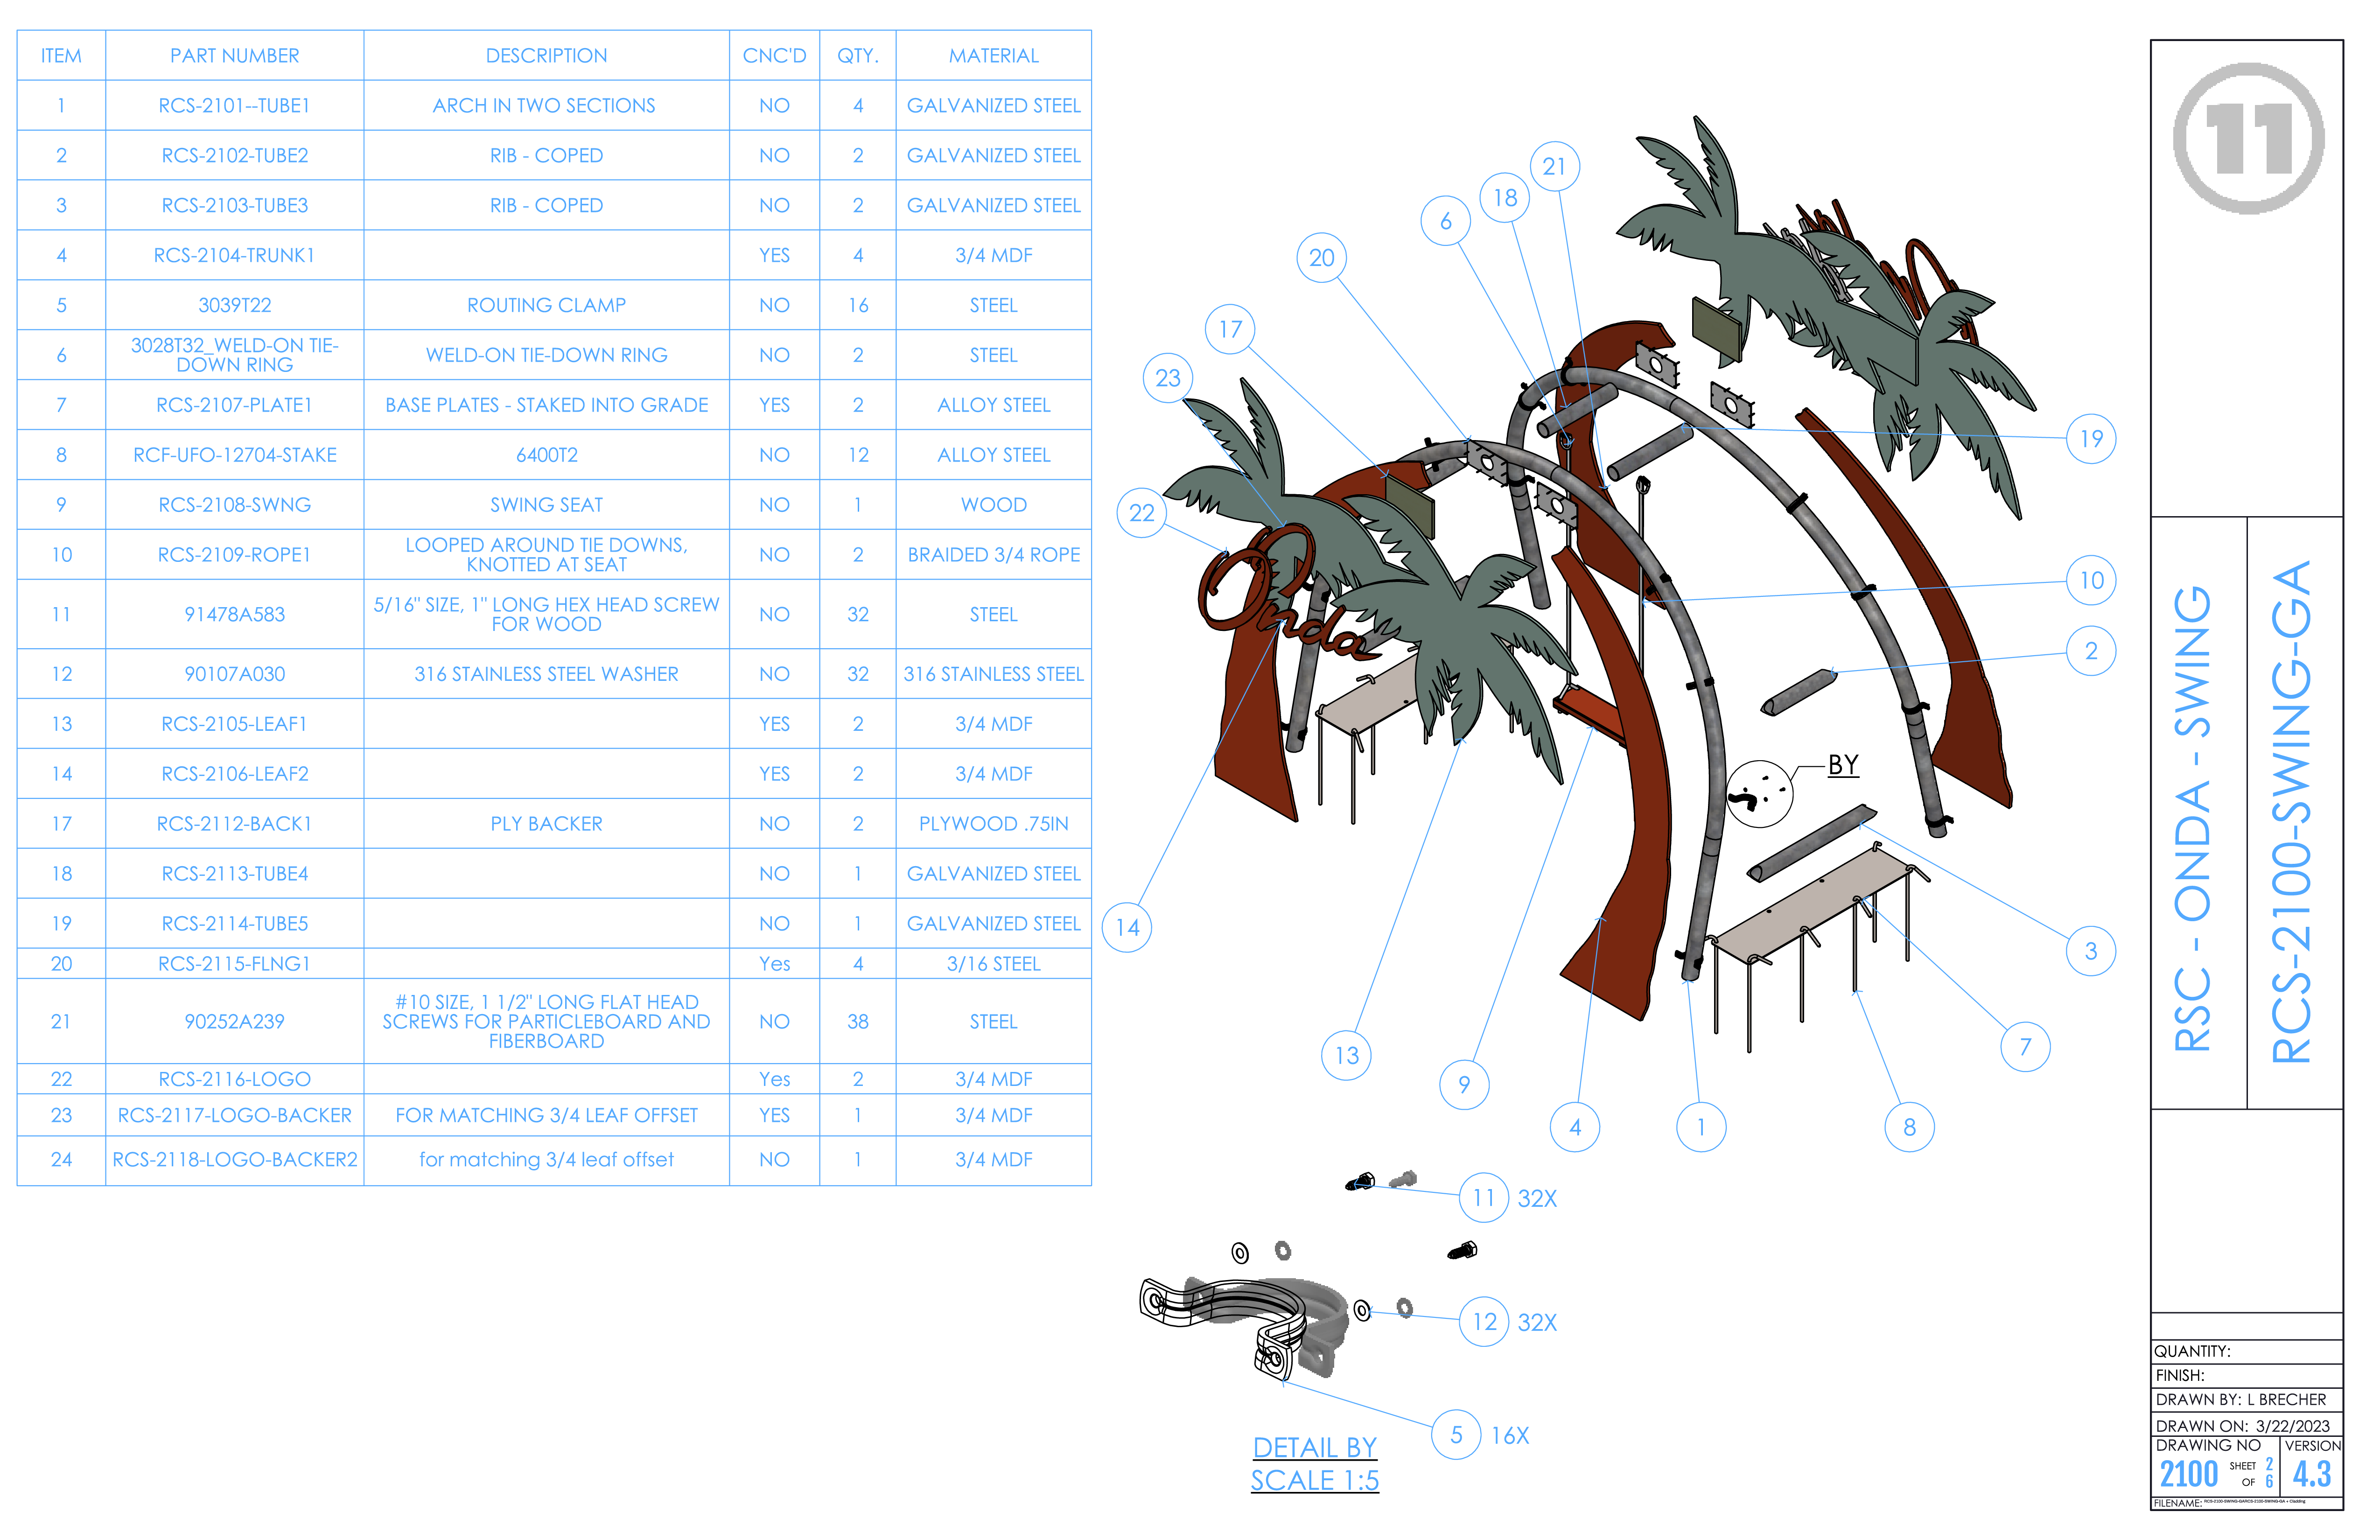 ITEM PART NUMBER DESCRIPTION CNC'D QTY. MATERIAL
1 RCS-2101--TUBE1 ARCH IN TWO SECTIONS NO 4 GALVANIZED STEEL
2 RCS-2102-TUBE2 RIB - COPED NO 2 GALVANIZED STEEL
3 RCS-2103-TUBE3 RIB - COPED NO 2 GALVANIZED STEEL
4 RCS-2104-TRUNK1 YES 4 3/4 MDF
5 3039T22 ROUTING CLAMP NO 16 STEEL
6 3028T32_WELD-ON TIE-
DOWN RING WELD-ON TIE-DOWN RING NO 2 STEEL
7 RCS-2107-PLATE1 BASE PLATES - STAKED INTO GRADE YES 2 ALLOY STEEL
8 RCF-UFO-12704-STAKE 6400T2 NO 12 ALLOY STEEL
9 RCS-2108-SWNG SWING SEAT NO 1 WOOD
10 RCS-2109-ROPE1 LOOPED AROUND TIE DOWNS,
KNOTTED AT SEAT NO 2 BRAIDED 3/4 ROPE
11 91478A583 5/16" SIZE, 1" LONG HEX HEAD SCREW
FOR WOOD NO 32 STEEL
12 90107A030 316 STAINLESS STEEL WASHER NO 32 316 STAINLESS STEEL
13 RCS-2105-LEAF1 YES 2 3/4 MDF
14 RCS-2106-LEAF2 YES 2 3/4 MDF
17 RCS-2112-BACK1 PLY BACKER NO 2 PLYWOOD .75IN
18 RCS-2113-TUBE4 NO 1 GALVANIZED STEEL
19 RCS-2114-TUBE5 NO 1 GALVANIZED STEEL
20 RCS-2115-FLNG1 Yes 4 3/16 STEEL
21 90252A239 #10 SIZE, 1 1/2" LONG FLAT HEAD
SCREWS FOR PARTICLEBOARD AND
FIBERBOARD NO 38 STEEL
22 RCS-2116-LOGO Yes 2 3/4 MDF
23 RCS-2117-LOGO-BACKER FOR MATCHING 3/4 LEAF OFFSET YES 1 3/4 MDF
24 RCS-2118-LOGO-BACKER2 for matching 3/4 leaf offset NO 1 3/4 MDF
21
18
6
20
17
23
22
19
10
2
3
7
8
1
4
9
13
14
Onda
BY
11 32X
12 32X
5 16X
DETAIL BY
SCALE 1:5
11
RSC - ONDA - SWING
RCS-2100-SWING-GA
QUANTITY:
FINISH:
DRAWN BY: L BRECHER
DRAWN ON: 3/22/2023
DRAWING NO
2100
SHEET 2
OF 6
VERSION
4.3
FILENAME: